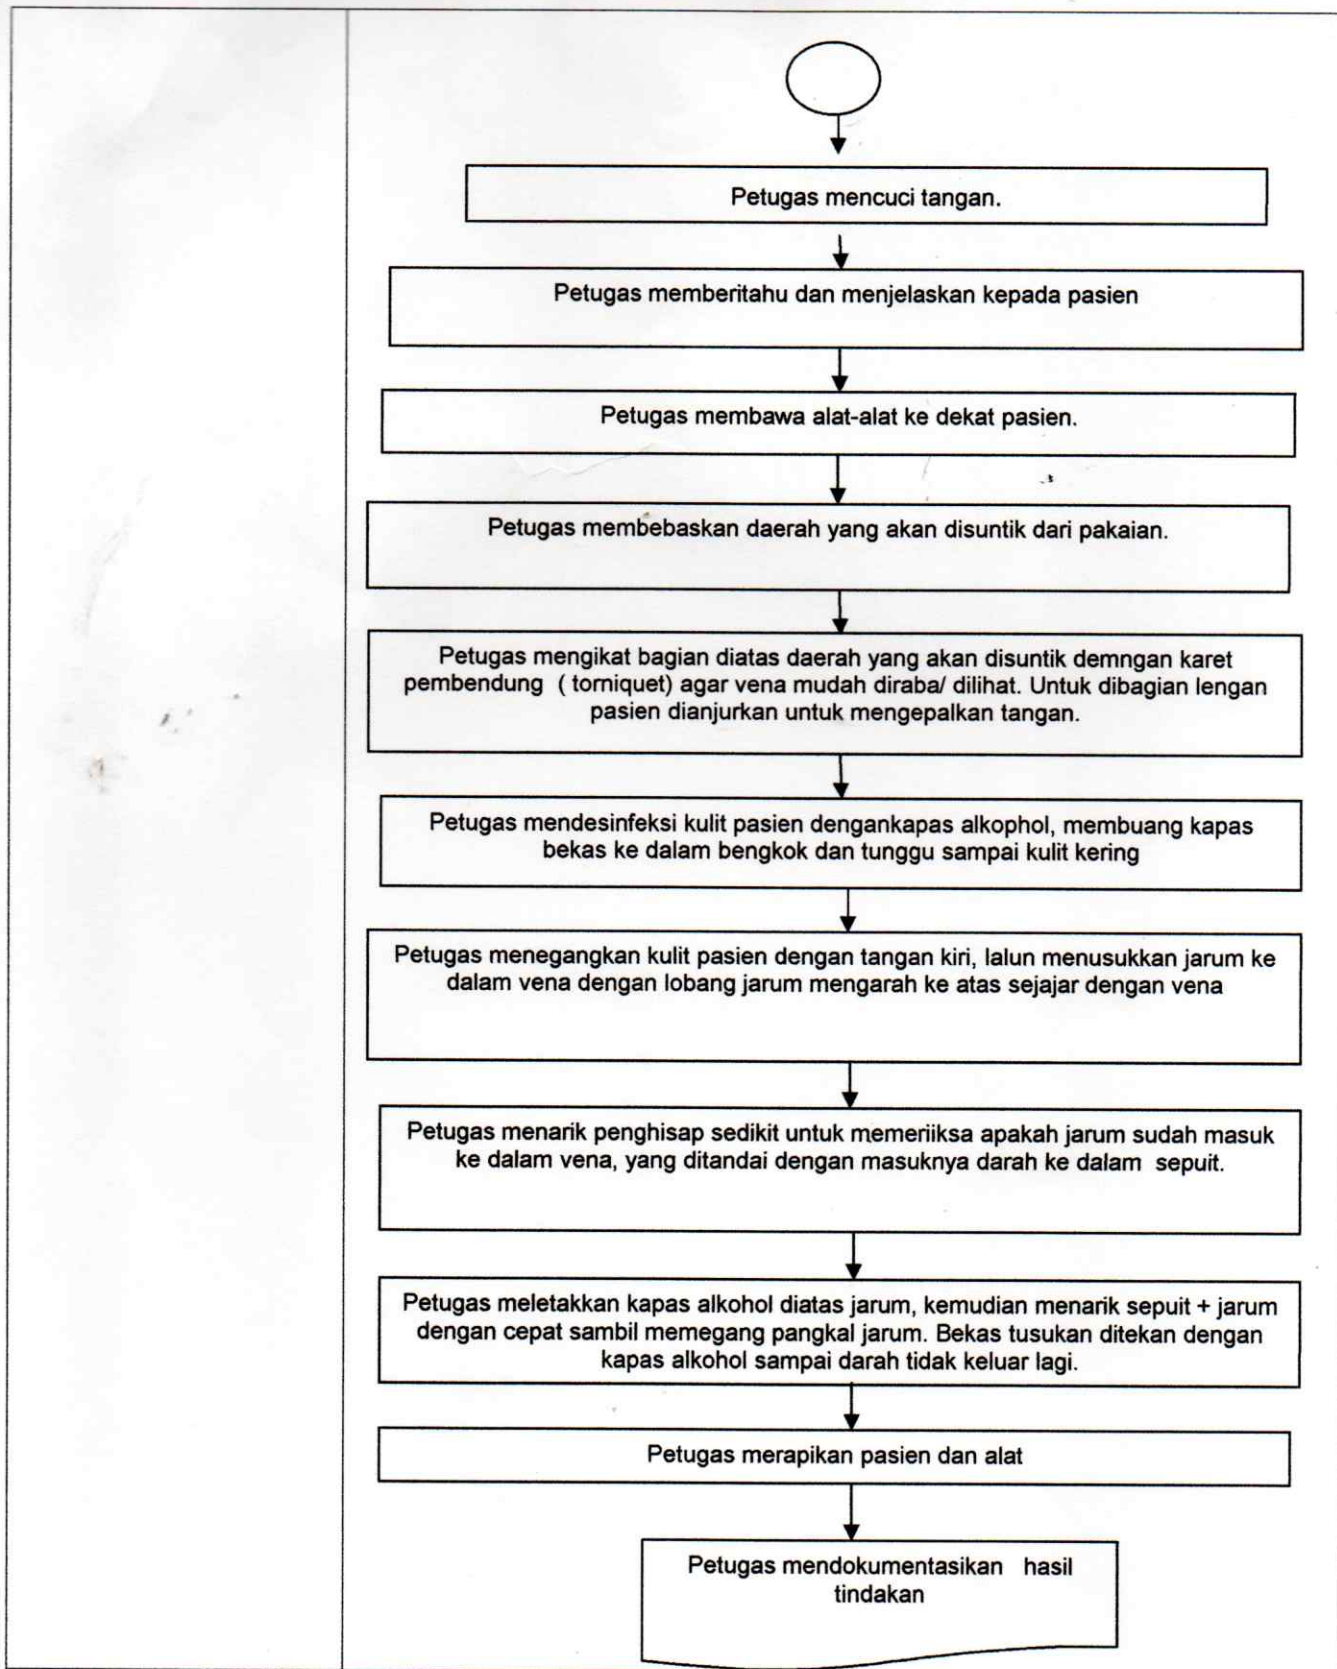 Petugas mencuci tangan.
Petugas memberitahu dan menjelaskan kepada pasien
Petugas membawa alat-alat ke dekat pasien.
Petugas membebaskan daerah yang akan disuntik dari pakaian.
Petugas mengikat bagian diatas daerah yang akan disuntik demngan karet
pembendung ( torniquet) agar vena mudah diraba/ dilihat. Untuk dibagian lengan
pasien dianjurkan untuk mengepalkan tangan.
Petugas mendesinfeksi kulit pasien dengankapas alkophol, membuang kapas
bekas ke dalam bengkok dan tunggu sampai kulit kering
Petugas menegangkan kulit pasien dengan tangan kiri, lalun menusukkan jarum ke
dalam vena dengan lobang jarum mengarah ke atas sejajar dengan vena
Petugas menarik penghisap sedikit untuk memeriiksa apakah jarum sudah masuk
ke dalam vena, yang ditandai dengan masuknya darah ke dalam sepuit.
Petugas meletakkan kapas alkohol diatas jarum, kemudian menarik sepuit + jarum
dengan cepat sambil memegang pangkal jarum. Bekas tusukan ditekan dengan
kapas alkohol sampai darah tidak keluar lagi.
Petugas merapikan pasien dan alat
Petugas mendokumentasikan hasil
tindakan